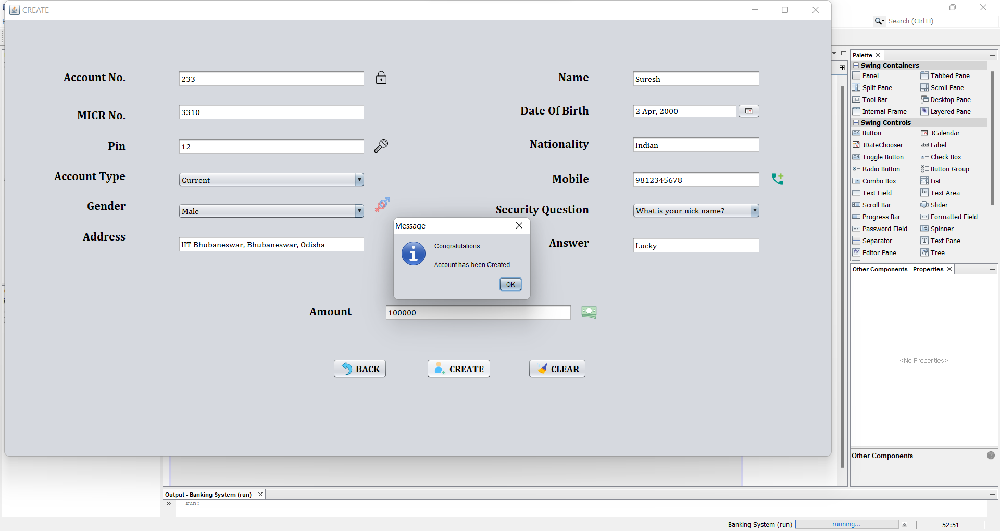 CREATE
Search (Ctrl+I)
Account No.
233
Name
Suresh
MICR No.
3310
Date Of Birth
2 Apr, 2000
Pin
12
Nationality
Indian
Account Type
Current
Mobile
9812345678
Gender
Male
Security Question
What is your nick name?
Address
IIT Bhubaneswar, Bhubaneswar, Odisha
Answer
Lucky
Message
Congratulations
Account has been Created
OK
Amount
100000
BACK
CREATE
CLEAR
Palette
Swing Containers
Panel
Tabbed Pane
Split Pane
Scroll Pane
Tool Bar
Desktop Pane
Internal Frame
Layered Pane
Swing Controls
Button
JCalendar
JDateChooser
Label
Toggle Button
Check Box
Radio Button
Button Group
Combo Box
List
Text Field
Text Area
Scroll Bar
Slider
Progress Bar
Formatted Field
Password Field
Spinner
Separator
Text Pane
Editor Pane
Tree
Other Components - Properties
<No Properties>
Other Components
Output - Banking System (run)
run:
Banking System (run)
running...
52:51